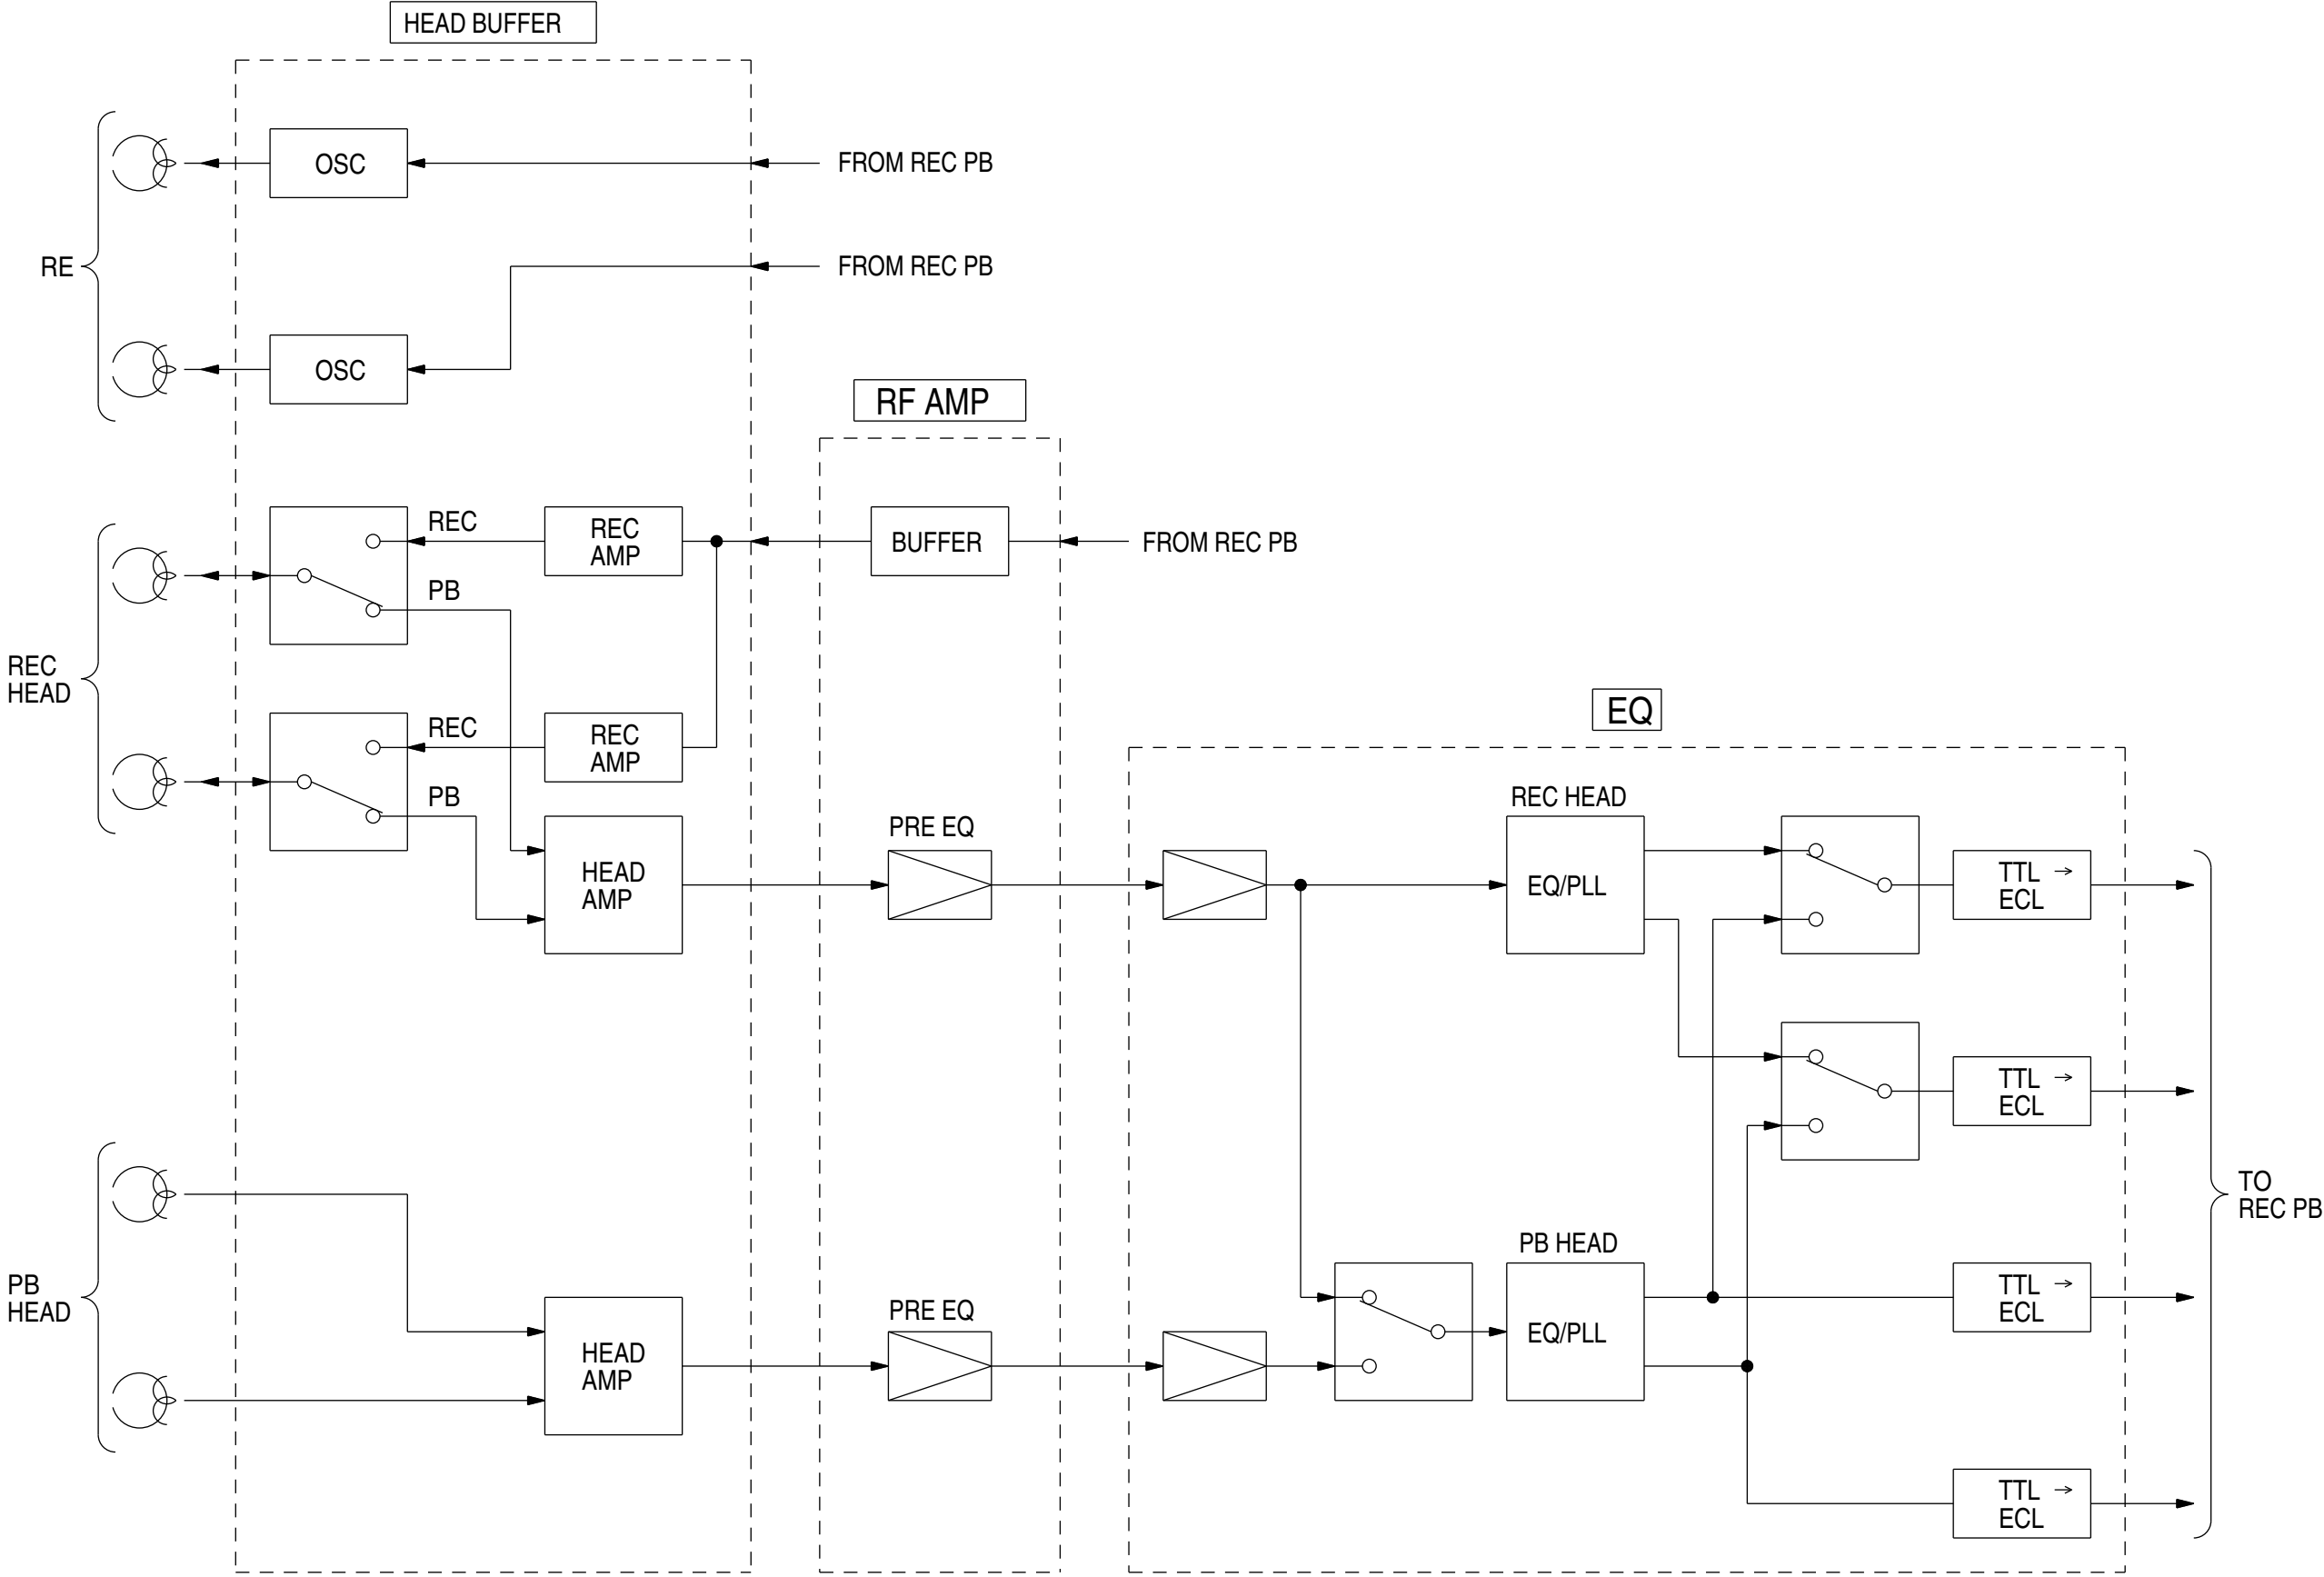 HEAD BUFFER
OSC
FROM REC PB
RE
FROM REC PB
OSC
RF AMP
REC
REC
AMP
BUFFER
FROM REC PB
PB
REC
HEAD
REC
REC
AMP
PB
EQ
HEAD
AMP
PRE EQ
REC HEAD
EQ/PLL
TTL →
ECL
TTL →
ECL
TO
REC PB
PB
HEAD
HEAD
AMP
PRE EQ
PB HEAD
EQ/PLL
TTL →
ECL
TTL →
ECL